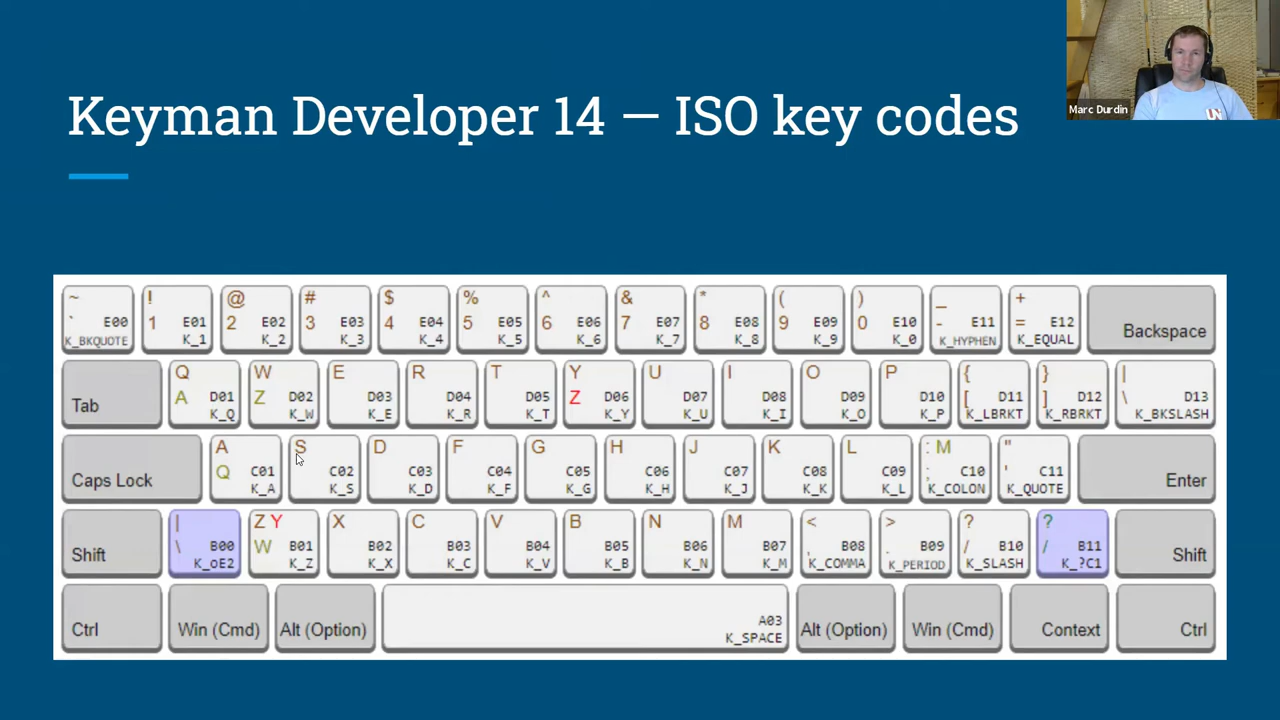 Keyman Developer 14 — ISO key codes
Marc Durdin
~ ` E00 K_BKQUOTE
! 1 E01 K_1
@ 2 E02 K_2
# 3 E03 K_3
$ 4 E04 K_4
% 5 E05 K_5
^ 6 E06 K_6
& 7 E07 K_7
* 8 E08 K_8
( 9 E09 K_9
) 0 E10 K_0
_ - E11 K_HYPHEN
+ = E12 K_EQUAL
Backspace
Tab
Q A D01 K_Q
W Z D02 K_W
E D03 K_E
R D04 K_R
T D05 K_T
Y Z D06 K_Y
U D07 K_U
I D08 K_I
O D09 K_O
P D10 K_P
{ [ D11 K_LBRKT
} ] D12 K_RBRKT
| \ D13 K_BKSLASH
Caps Lock
A Q C01 K_A
S C02 K_S
D C03 K_D
F C04 K_F
G C05 K_G
H C06 K_H
J C07 K_J
K C08 K_K
L C09 K_L
: M ; C10 K_COLON
" ' C11 K_QUOTE
Enter
Shift
| \ B00 K_oE2
Z Y W B01 K_Z
X B02 K_X
C B03 K_C
V B04 K_V
B B05 K_B
N B06 K_N
M B07 K_M
< , B08 K_COMMA
> . B09 K_PERIOD
? / B10 K_SLASH
? / B11 K_?C1
Shift
Ctrl
Win (Cmd)
Alt (Option)
A03 K_SPACE
Alt (Option)
Win (Cmd)
Context
Ctrl